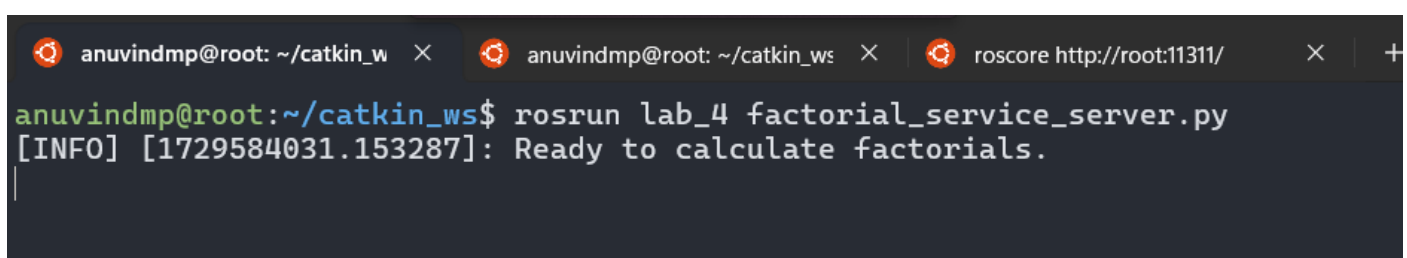 anuvindmp@root: ~/catkin_w
anuvindmp@root: ~/catkin_ws
roscore http://root:11311/
anuvindmp@root:~/catkin_ws$ rosrun lab_4 factorial_service_server.py
[INFO] [1729584031.153287]: Ready to calculate factorials.